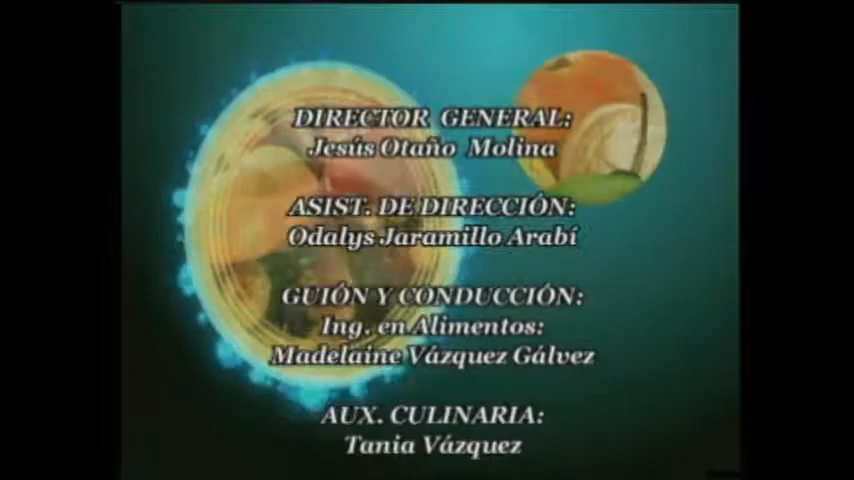 DIRECTOR GENERAL:
Jesús Otaño Molina
ASIST. DE DIRECCIÓN:
Odalys Jaramillo Arabí
GUIÓN Y CONDUCCIÓN:
Ing. en Alimentos:
Madelaine Vázquez Gálvez
AUX. CULINARIA:
Tania Vázquez